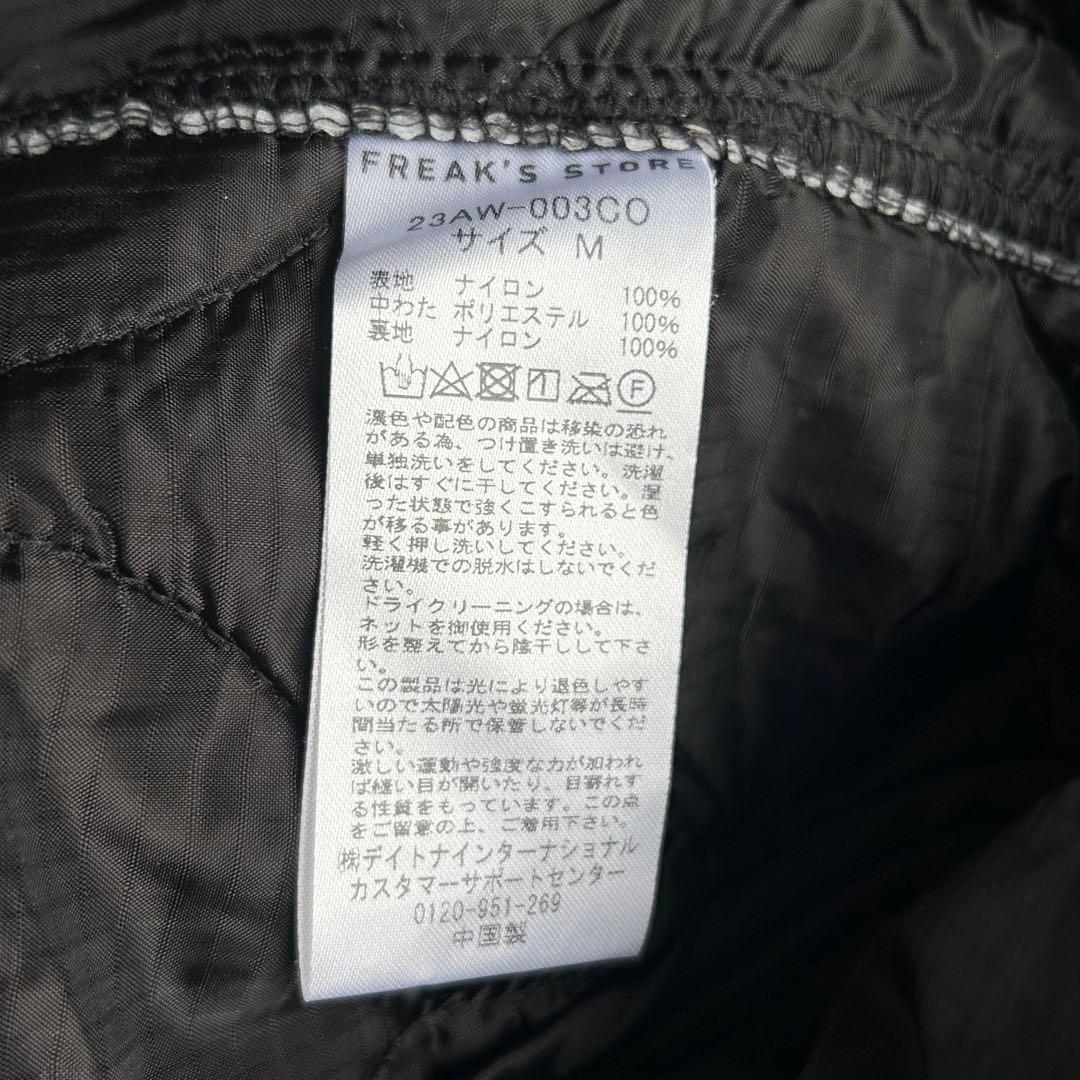 FREAK'S STORE
23AW-003CO
サイズ M
表地 ナイロン 100%
中わた ポリエステル 100%
裏地 ナイロン 100%
F
濃色や配色の商品は移染の恐れ
がある為、つけ置き洗いは避け、
単独洗いをしてください。洗濯
後はすぐに干してください。湿
った状態で強くこすられると色
が移る事があります。
軽く押し洗いしてください。
洗濯機での脱水はしないでくだ
さい。
ドライクリーニングの場合は、
ネットを御使用ください。
形を整えてから陰干しして下さ
い。
この製品は光により退色しやす
いので太陽光や蛍光灯等が長時
間当たる所で保管しないでくだ
さい。
激しい運動や強度な力が加われ
ば縫い目が開いたり、目寄れす
る性質をもっています。この点
をご留意の上、ご着用下さい。
㈱デイトナインターナショナル
カスタマーサポートセンター
0120-951-269
中国製